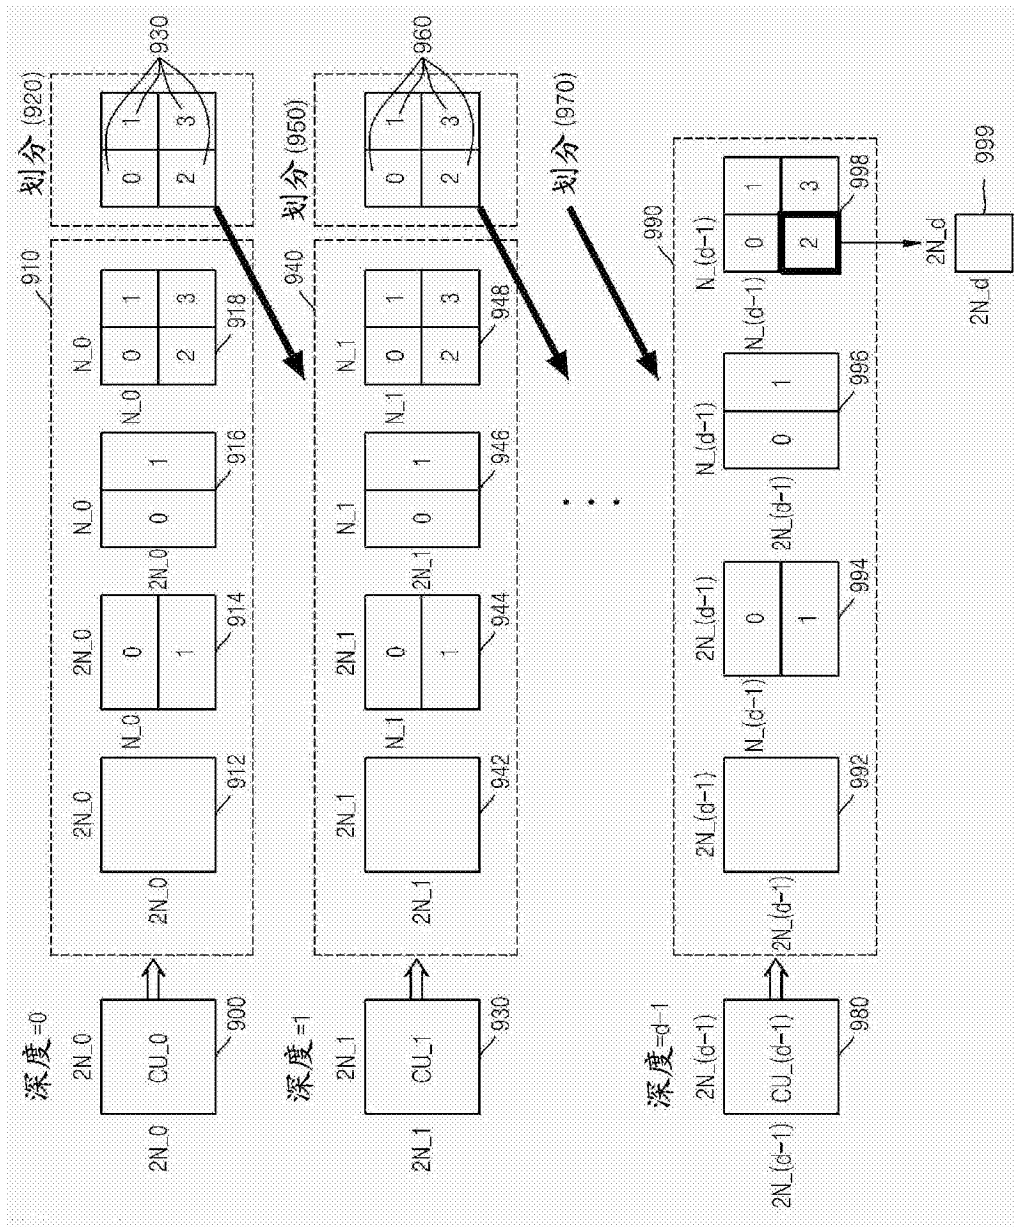 深度=0
2N_0
2N_0
CU_0
900
910
2N_0
2N_0
912
2N_0
N_0
0
1
914
N_0
2N_0
0
1
916
N_0
N_0
0
1
2
3
918
划分(920)
0
1
2
3
930
深度=1
2N_1
2N_1
CU_1
930
940
2N_1
2N_1
942
2N_1
N_1
0
1
944
N_1
2N_1
0
1
946
N_1
N_1
0
1
2
3
948
划分(950)
0
1
2
3
960
划分(970)
深度=d-1
2N_(d-1)
2N_(d-1)
CU_(d-1)
980
990
2N_(d-1)
2N_(d-1)
992
2N_(d-1)
N_(d-1)
0
1
994
N_(d-1)
2N_(d-1)
0
1
996
N_(d-1)
N_(d-1)
0
1
2
3
998
2N_d
2N_d
999